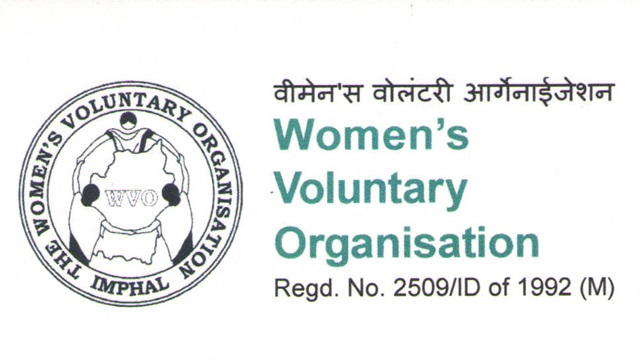 THE WOMEN'S VOLUNTARY ORGANISATION
IMPHAL
WVO
वीमेन'स वोलंटरी आर्गेनाईजेशन
Women's
Voluntary
Organisation
Regd. No. 2509/ID of 1992 (M)